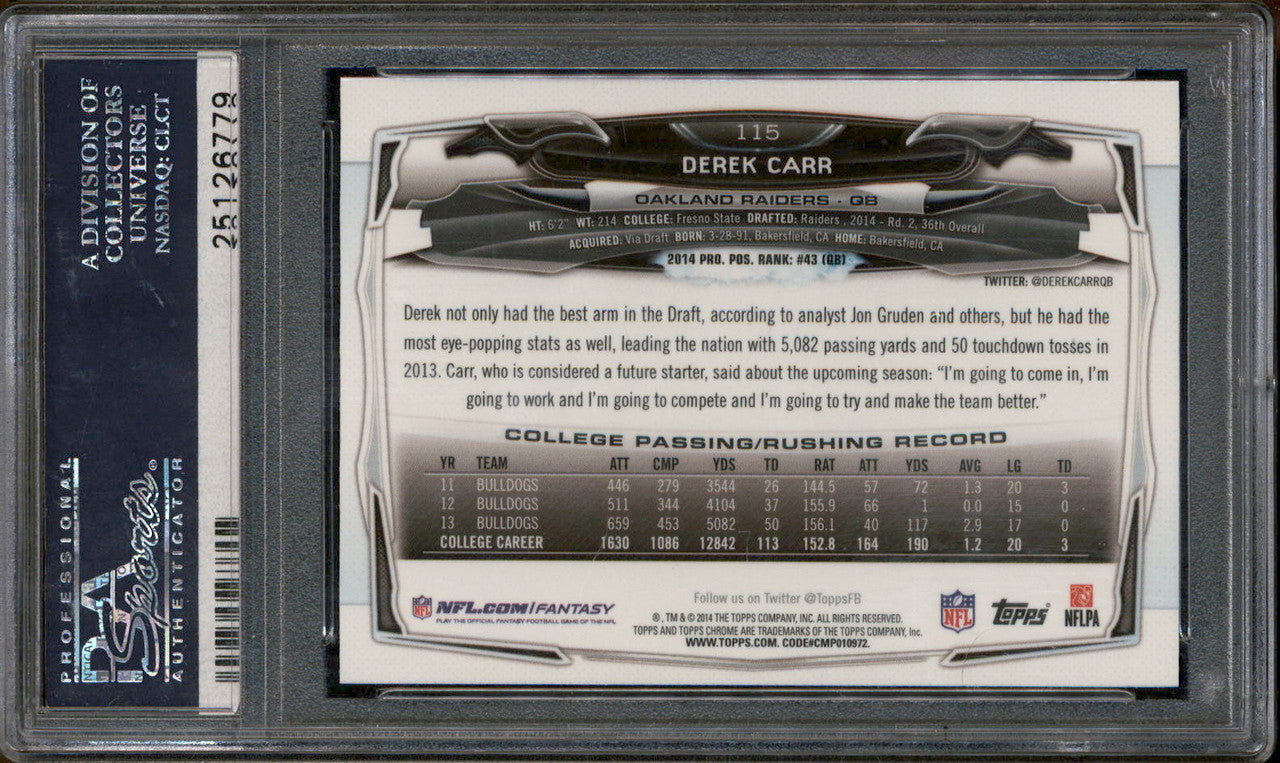 A DIVISION OF
COLLECTORS
UNIVERSE
NASDAQ: CLCT
25126779
PROFESSIONAL
PSA
Sports®
AUTHENTICATOR
115
DEREK CARR
OAKLAND RAIDERS - QB
HT: 6'2" WT: 214 COLLEGE: Fresno State DRAFTED: Raiders , 2014 - Rd. 2, 36th Overall
ACQUIRED: Via Draft BORN: 3-28-91, Bakersfield, CA HOME: Bakersfield, CA
2014 PRO. POS. RANK: #43 (QB)
TWITTER: @DEREKCARRQB
Derek not only had the best arm in the Draft, according to analyst Jon Gruden and others, but he had the
most eye-popping stats as well, leading the nation with 5,082 passing yards and 50 touchdown tosses in
2013. Carr, who is considered a future starter, said about the upcoming season: “I'm going to come in, I'm
going to work and I'm going to compete and I'm going to try and make the team better.”
COLLEGE PASSING/RUSHING RECORD
YR TEAM ATT CMP YDS TD RAT ATT YDS AVG LG TD
11 BULLDOGS 446 279 3544 26 144.5 57 72 1.3 20 3
12 BULLDOGS 511 344 4104 37 155.9 66 1 0.0 15 0
13 BULLDOGS 659 453 5082 50 156.1 40 117 2.9 17 0
COLLEGE CAREER 1630 1086 12842 113 152.8 164 190 1.2 20 3
NFL NFL.COM/FANTASY
PLAY THE OFFICIAL FANTASY FOOTBALL GAME OF THE NFL
Follow us on Twitter @ToppsFB
®, TM & © 2014 THE TOPPS COMPANY, INC. ALL RIGHTS RESERVED.
TOPPS AND TOPPS CHROME ARE TRADEMARKS OF THE TOPPS COMPANY, Inc.
WWW.TOPPS.COM. CODE#CMP010972.
NFL
Topps®
NFLPA